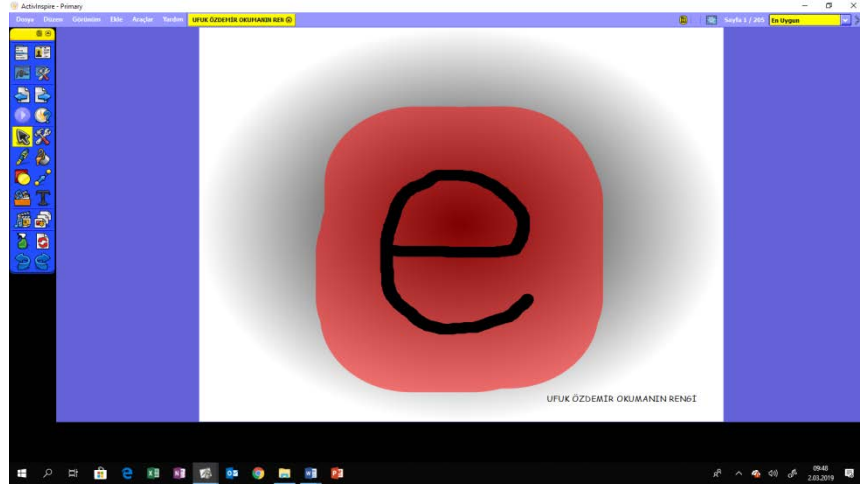 ActivInspire - Primary
Dosya Düzen Görünüm Ekle Araçlar Yardım UFUK ÖZDEMİR OKUMANIN REN Sayfa 1 / 205 En Uygun
e
UFUK ÖZDEMİR OKUMANIN RENGİ
09:48
2.03.2019